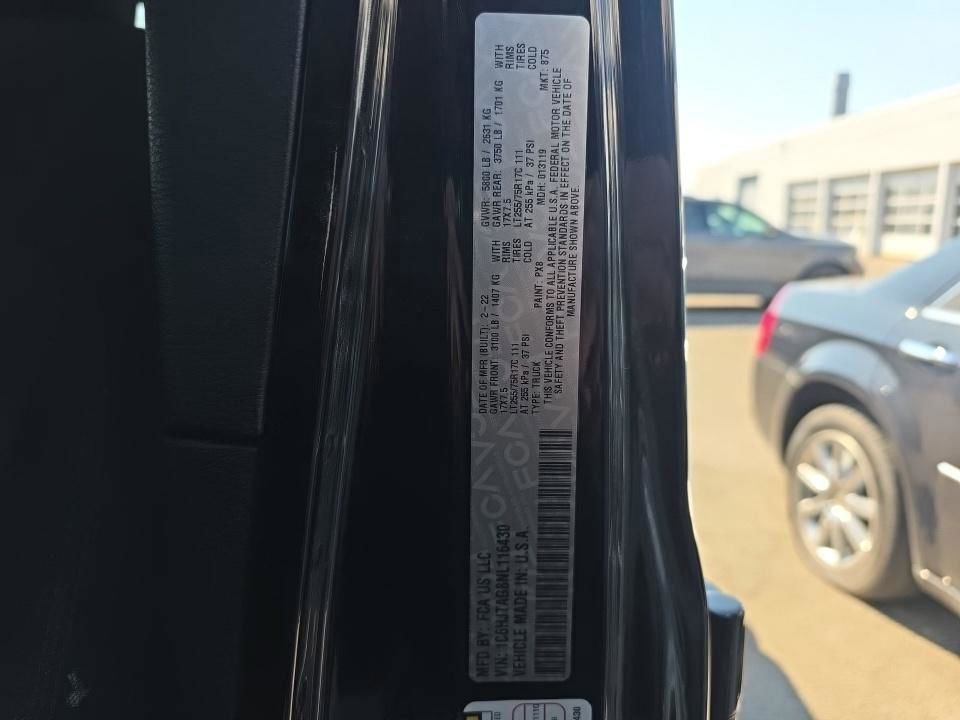 MFD BY: FCA US LLC
VIN: 1C6HJTAG8NL116430
VEHICLE MADE IN: U.S.A.
DATE OF MFR (BUILT): 2-22 GVWR: 5800 LB / 2631 KG
GAWR FRONT: 3100 LB / 1407 KG WITH GAWR REAR: 3750 LB / 1701 KG WITH
17X7.5 RIMS 17X7.5 RIMS
LT255/75R17C 111 TIRES LT255/75R17C 111 TIRES
AT 255 kPa / 37 PSI COLD AT 255 kPa / 37 PSI COLD
TYPE: TRUCK PAINT: PX8 MDH: 013119 MKT: 875
THIS VEHICLE CONFORMS TO ALL APPLICABLE U.S.A. FEDERAL MOTOR VEHICLE
SAFETY AND THEFT PREVENTION STANDARDS IN EFFECT ON THE DATE OF
MANUFACTURE SHOWN ABOVE.